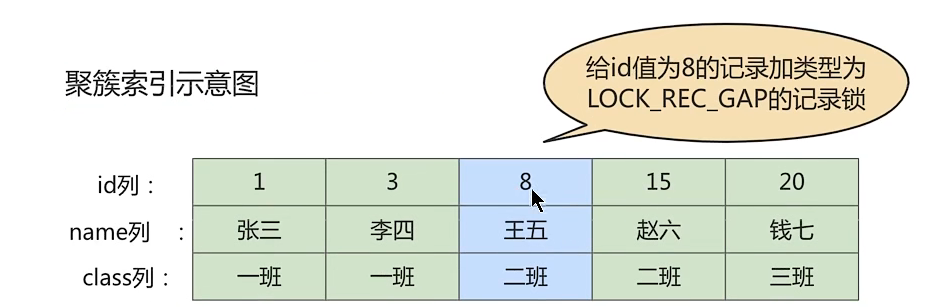 聚簇索引示意图
给id值为8的记录加类型为
LOCK_REC_GAP的记录锁
id列: 1 3 8 15 20
name列 : 张三 李四 王五 赵六 钱七
class列: 一班 一班 二班 二班 三班